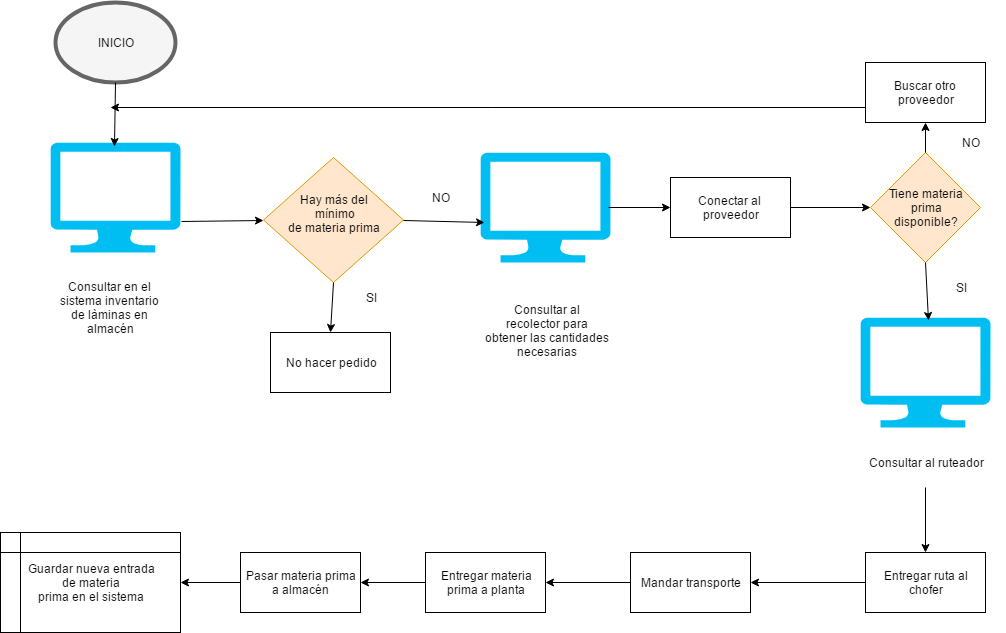 INICIO
Buscar otro
proveedor
NO
Hay más del
mínimo
de materia prima
NO
Conectar al
proveedor
Tiene materia
prima
disponible?
Consultar en el
sistema inventario
de làminas en
almacén
SI
No hacer pedido
Consultar al
recolector para
obtener las cantidades
necesarias
SI
Consultar al ruteador
Entregar ruta al
chofer
Mandar transporte
Entregar materia
prima a planta
Pasar materia prima
a almacén
Guardar nueva entrada
de materia
prima en el sistema